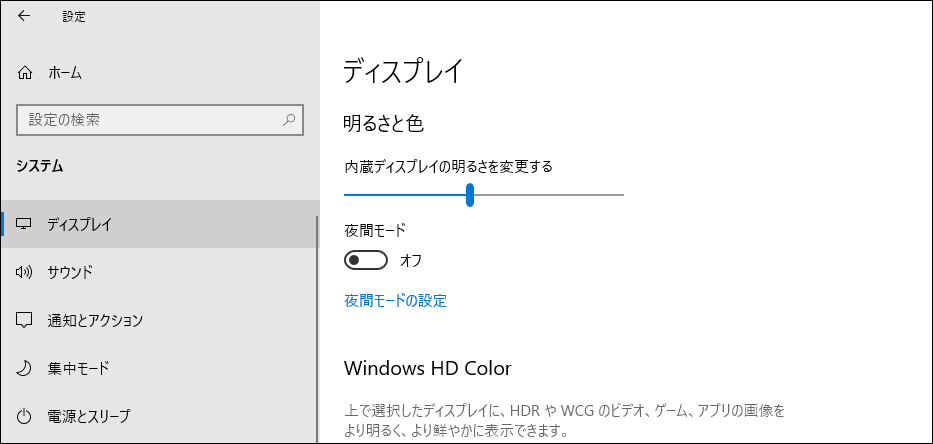 設定
ホーム
設定の検索
システム
ディスプレイ
サウンド
通知とアクション
集中モード
電源とスリープ
ディスプレイ
明るさと色
内蔵ディスプレイの明るさを変更する
夜間モード
オフ
夜間モードの設定
Windows HD Color
上で選択したディスプレイに、HDR や WCG のビデオ、ゲーム、アプリの画像を
より明るく、より鮮やかに表示できます。